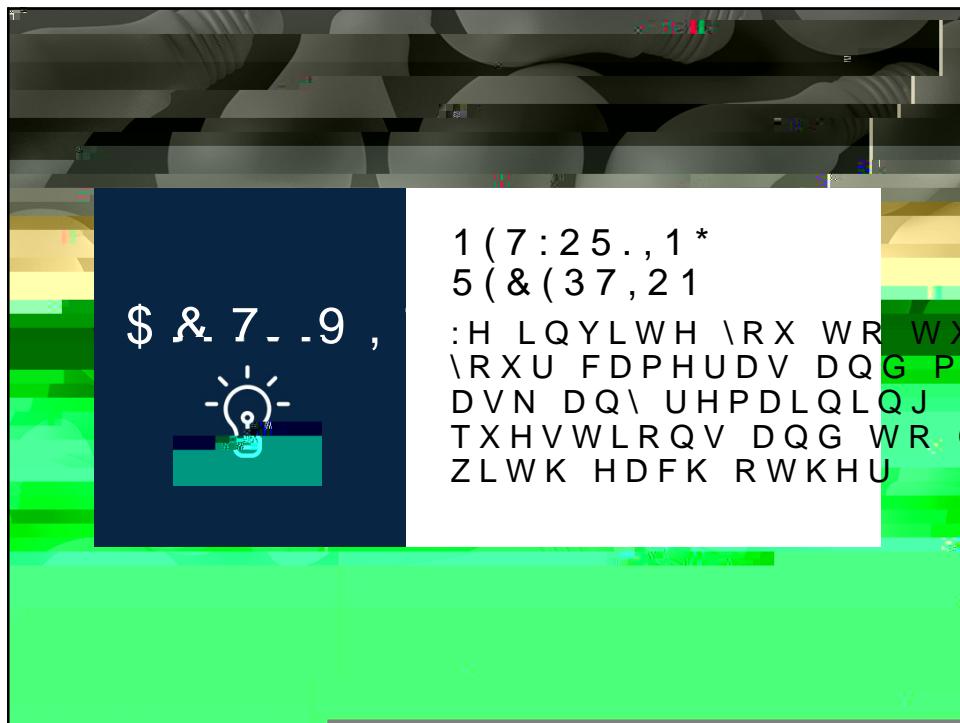 $&7 9,
1(7:25.,1*
5(&(37,21
:H LQYLWH \RX WR WX
\RXU FDPHUDV DQG P
DVN DQ\ UHPDLQLQJ
TXHVWLRQV DQG WR
ZLWK HDFK RWKHU